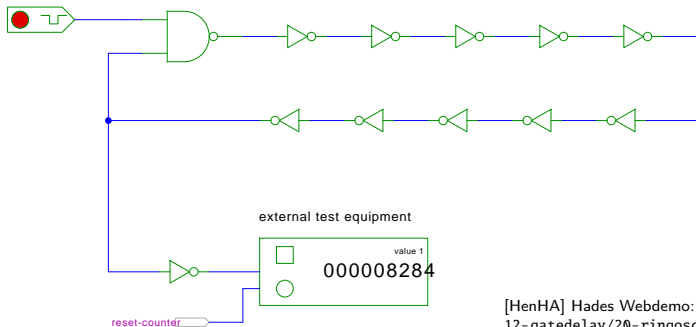 external test equipment
value 1
000008284
reset-counter
[HenHA] Hades Webdemo: